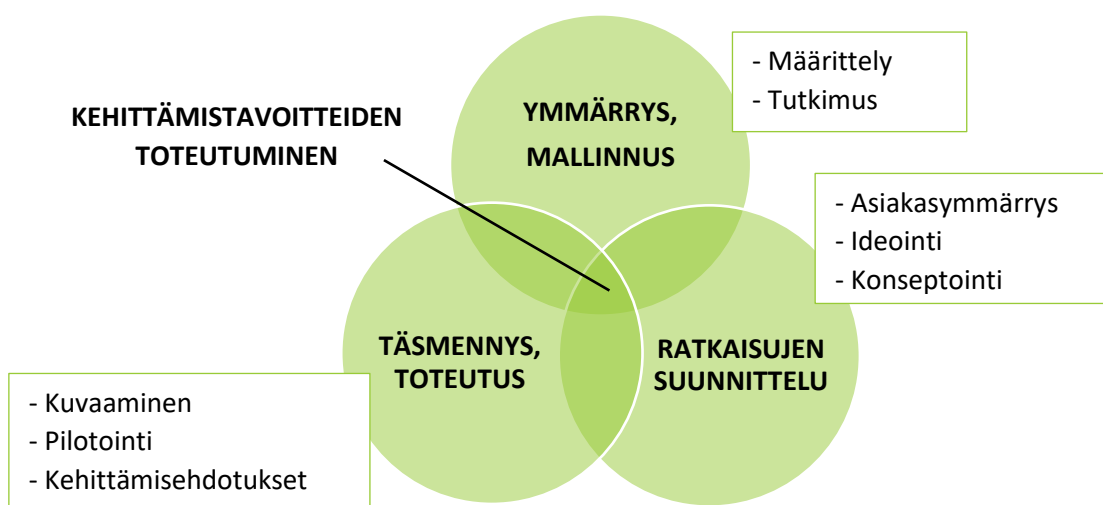 KEHITTÄMISTAVOITTEIDEN
TOTEUTUMINEN
YMMÄRRYS,
MALLINNUS
- Määrittely
- Tutkimus
- Asiakasymmärrys
- Ideointi
- Konseptointi
RATKAISUJEN
SUUNNITTELU
TÄSMENNYS,
TOTEUTUS
- Kuvaaminen
- Pilotointi
- Kehittämisehdotukset